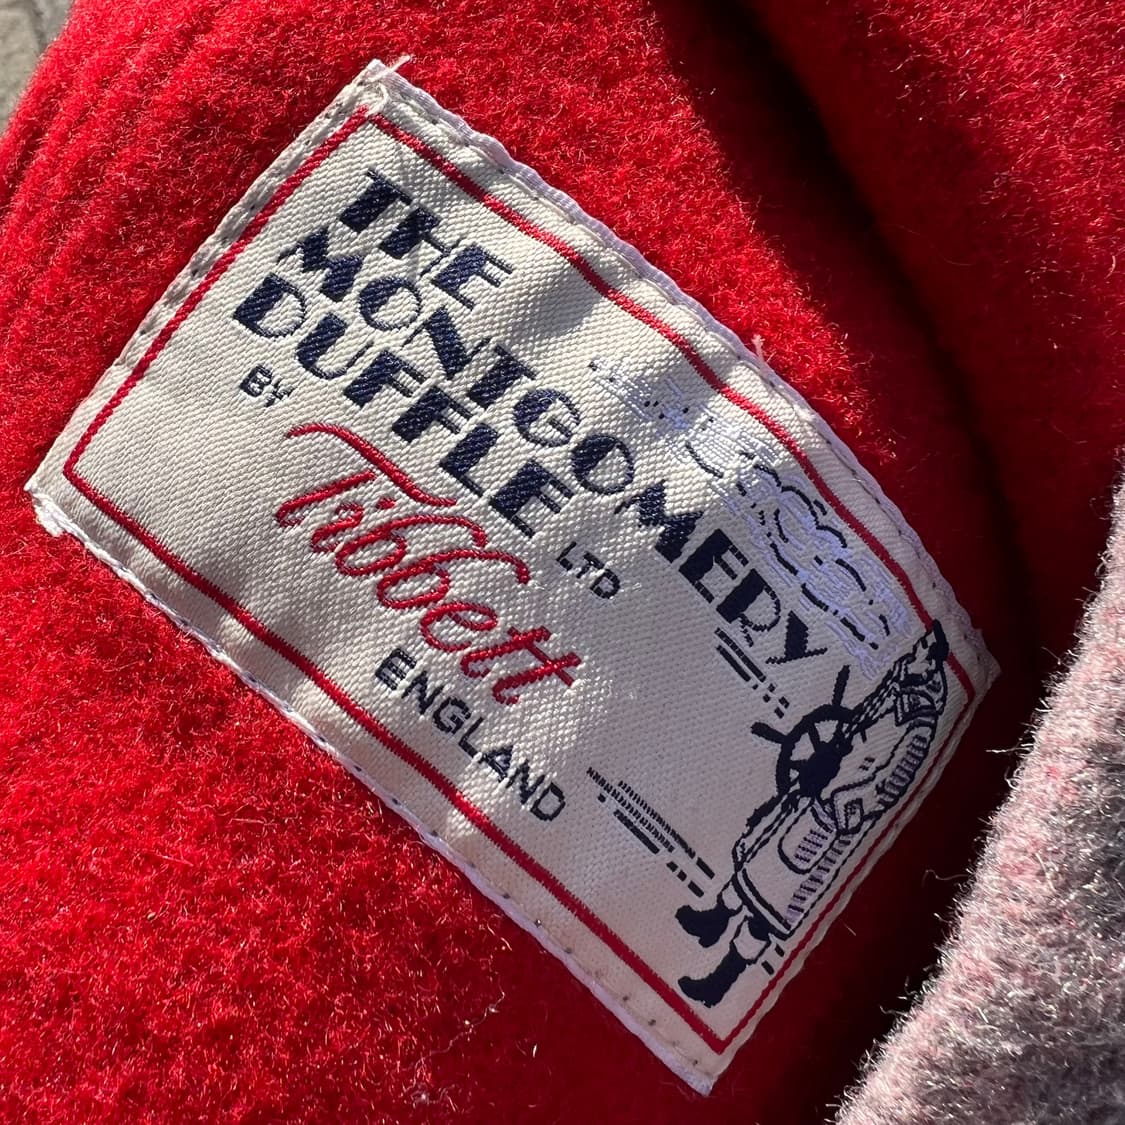 THE
MONTGOMERY
DUFFLE
BY
Tibbett LTD
ENGLAND